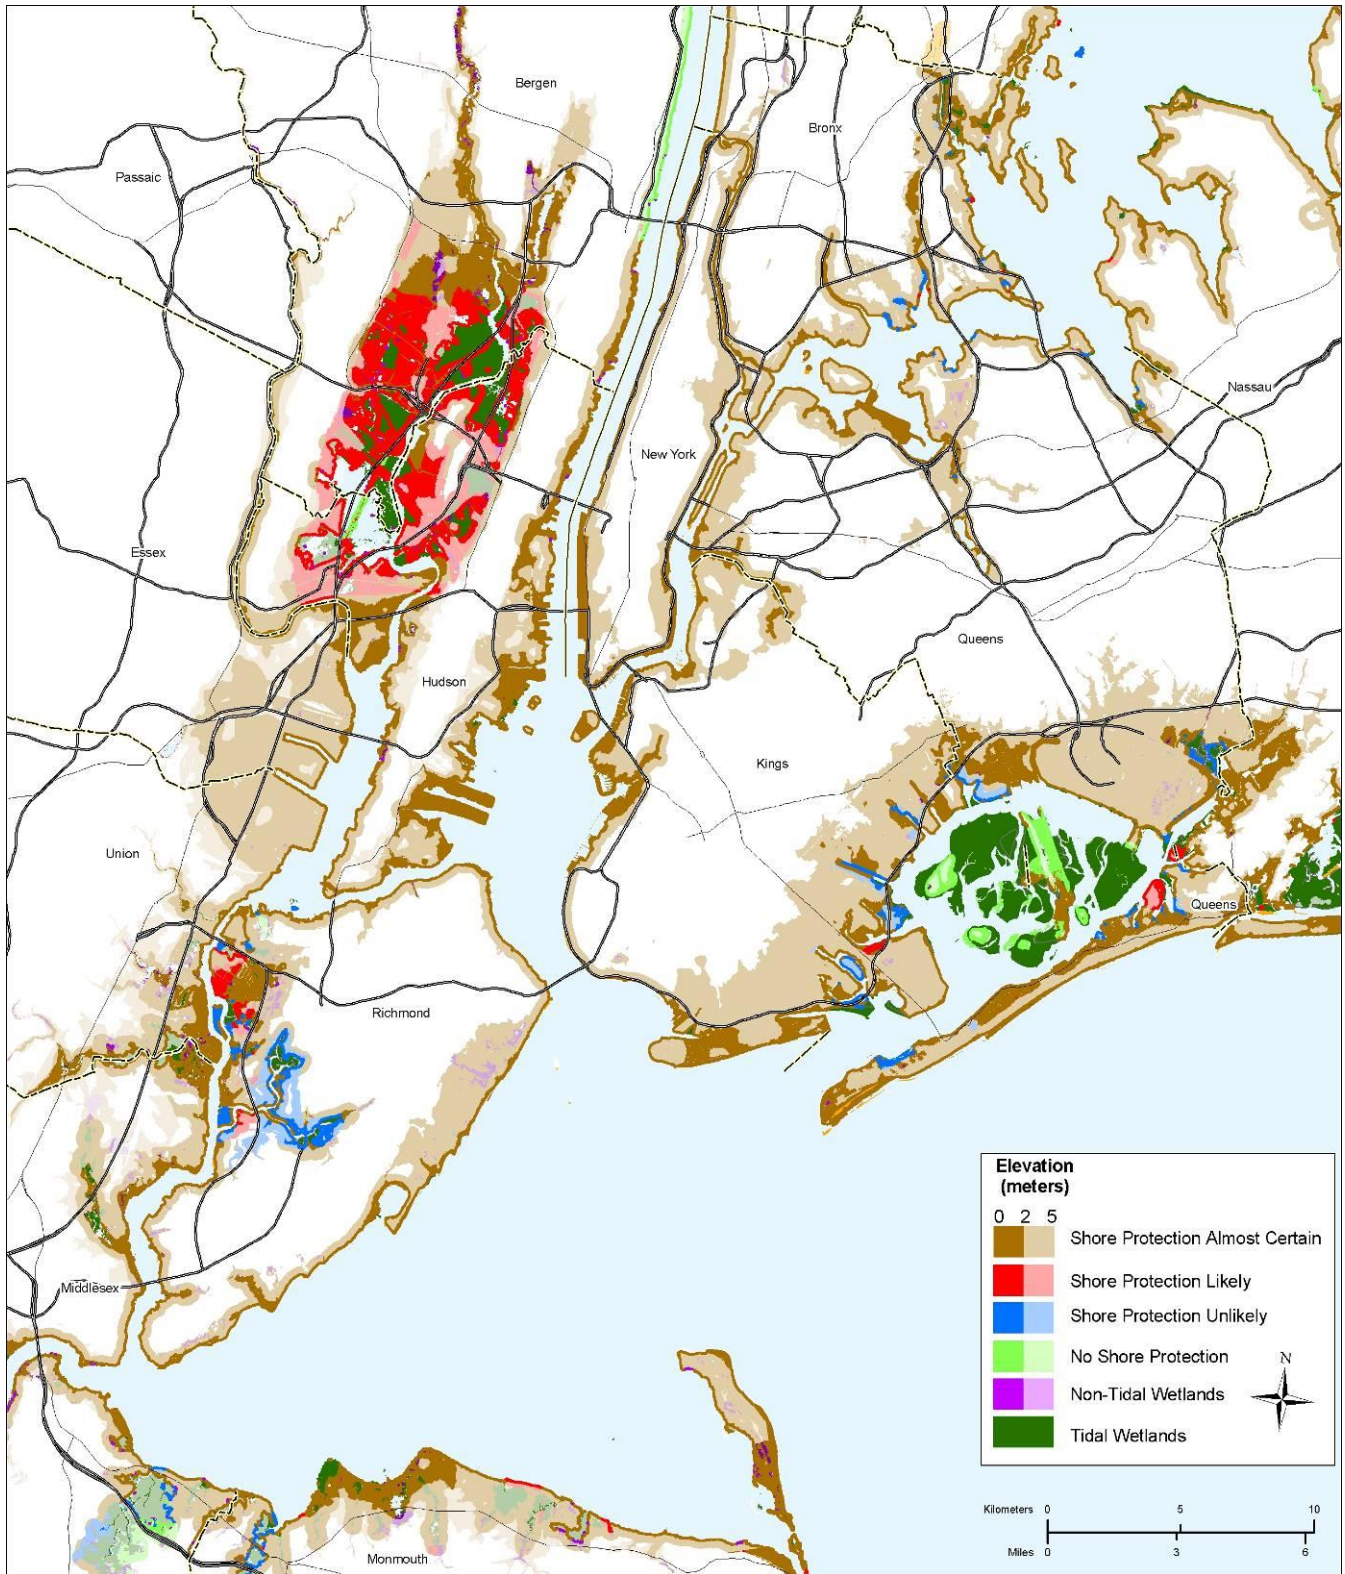 Bergen
Bronx
Passaic
Nassau
New York
Essex
Queens
Hudson
Kings
Union
Queens
Richmond
Middlesex
Monmouth
Elevation
(meters)
0 2 5
Shore Protection Almost Certain
Shore Protection Likely
Shore Protection Unlikely
No Shore Protection
Non-Tidal Wetlands
Tidal Wetlands
N
Kilometers 0 5 10
Miles 0 3 6